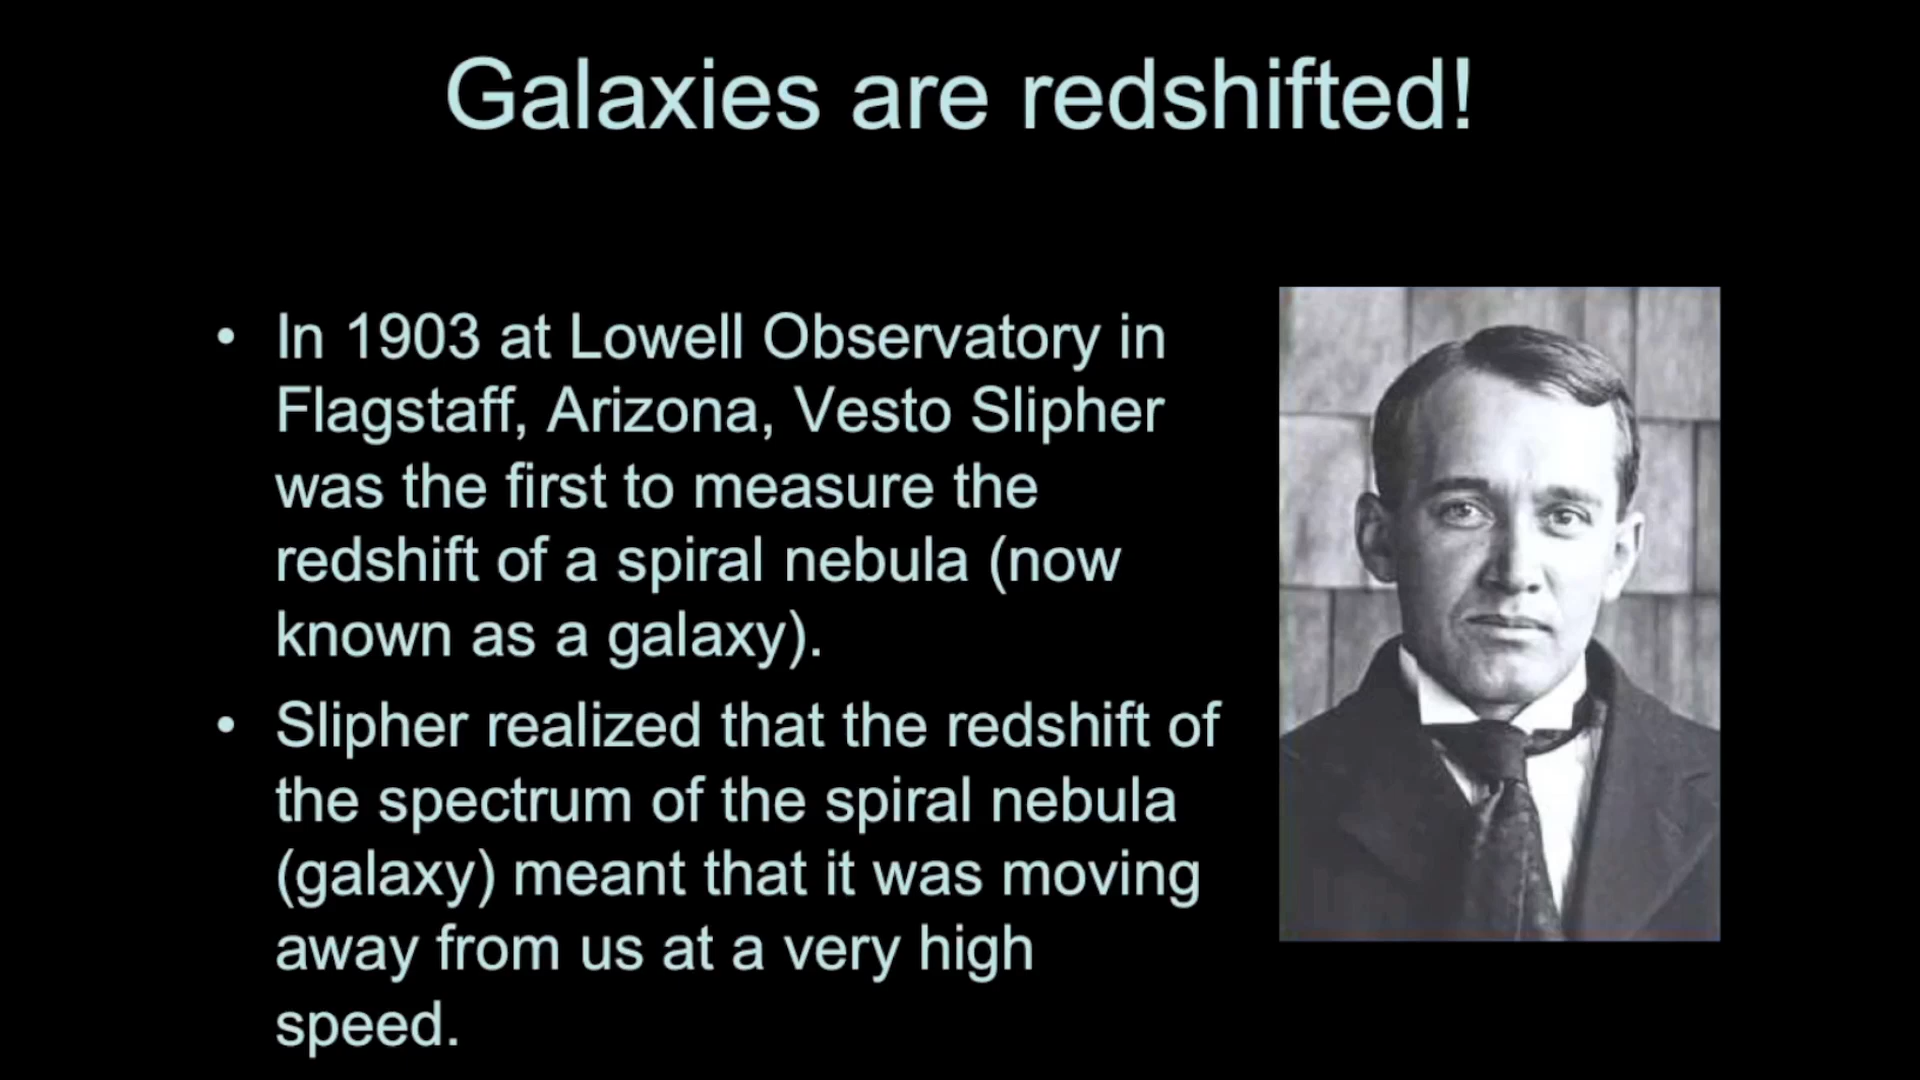 Galaxies are redshifted!
• In 1903 at Lowell Observatory in
Flagstaff, Arizona, Vesto Slipher
was the first to measure the
redshift of a spiral nebula (now
known as a galaxy).
• Slipher realized that the redshift of
the spectrum of the spiral nebula
(galaxy) meant that it was moving
away from us at a very high
speed.